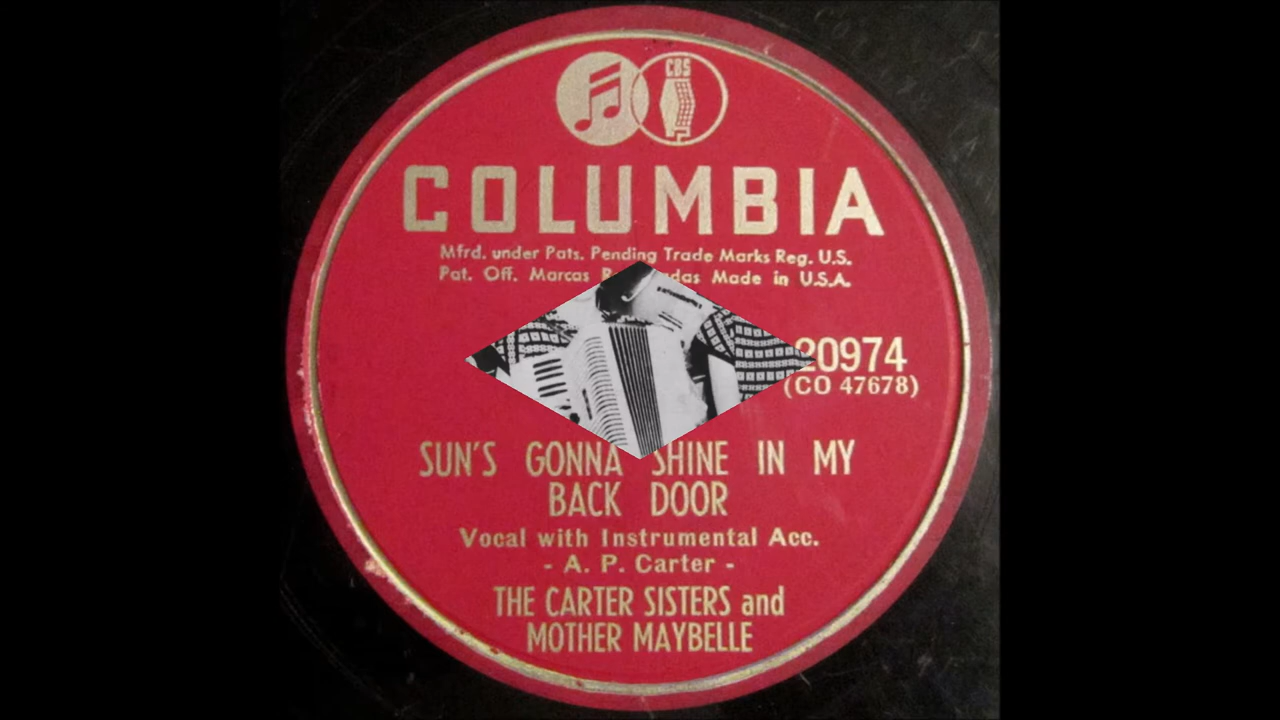 CBS
COLUMBIA
Mfrd. under Pats. Pending Trade Marks Reg. U.S.
Pat. Off. Marcas Made in U.S.A.
20974
(CO 47678)
SUN'S GONNA SHINE IN MY
BACK DOOR
Vocal with Instrumental Acc.
- A. P. Carter -
THE CARTER SISTERS and
MOTHER MAYBELLE